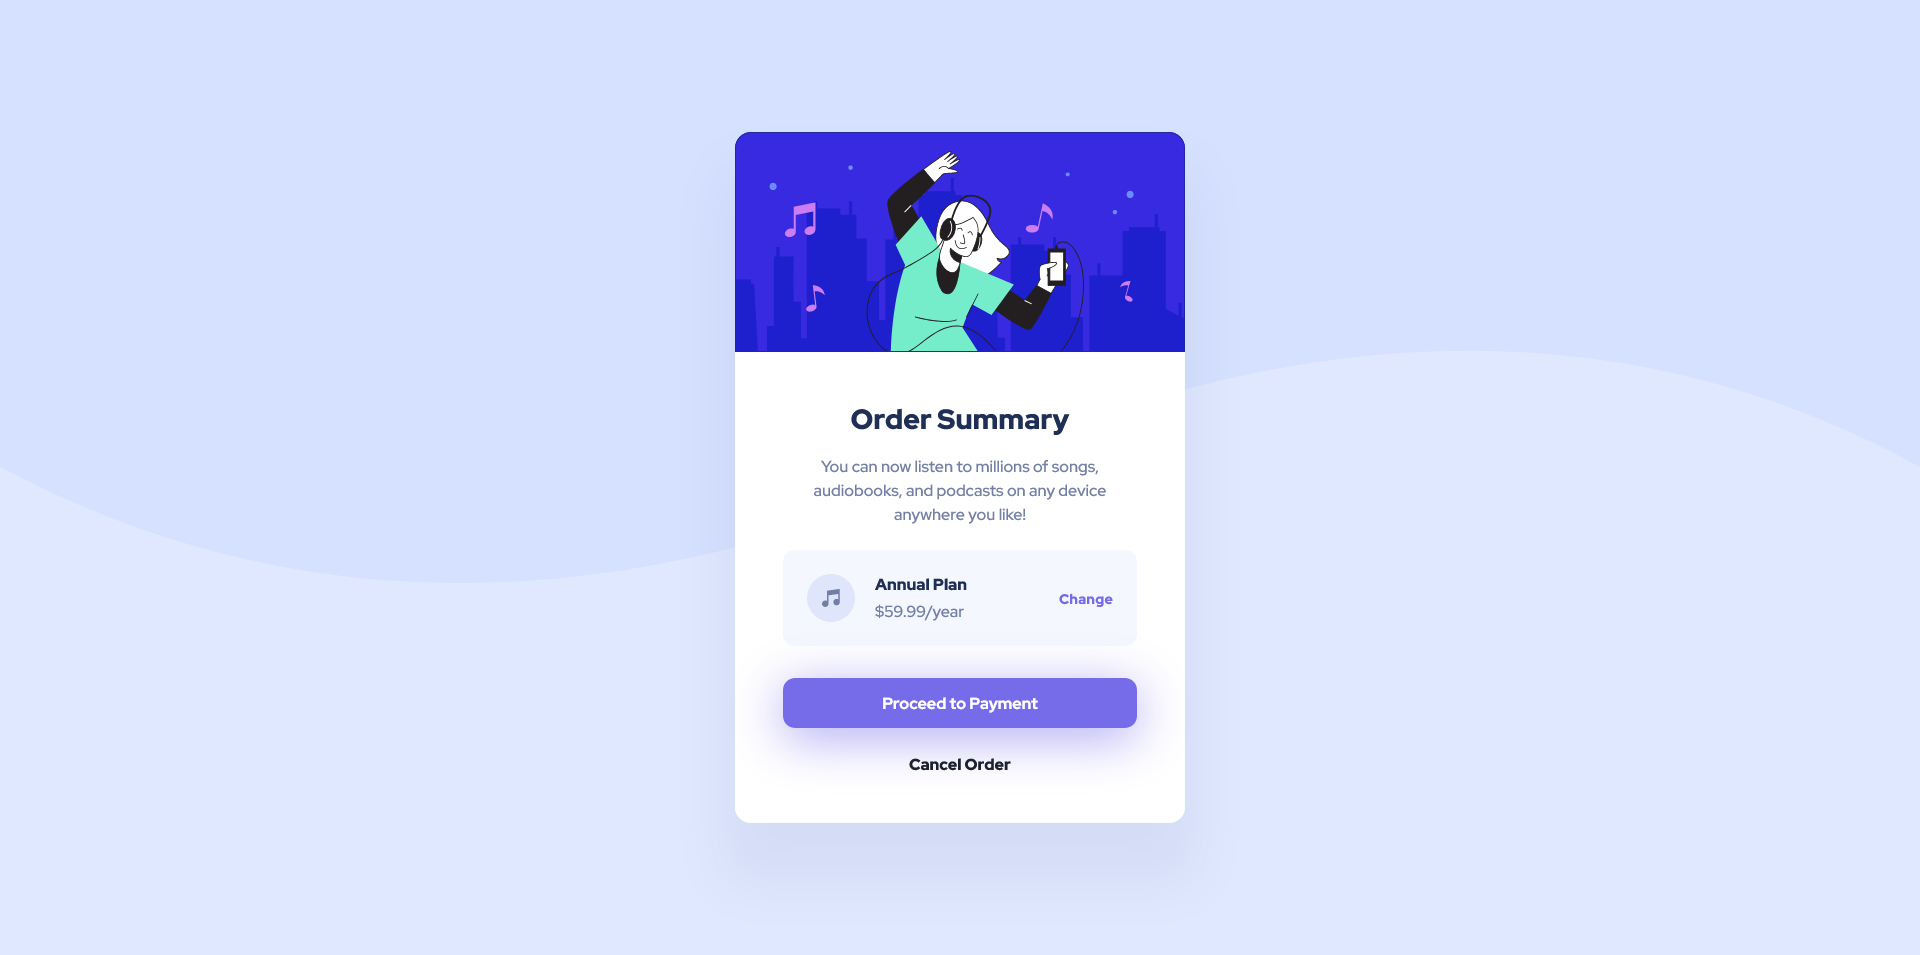 Order Summary
You can now listen to millions of songs,
audiobooks, and podcasts on any device
anywhere you like!
Annual Plan
$59.99/year
Change
Proceed to Payment
Cancel Order